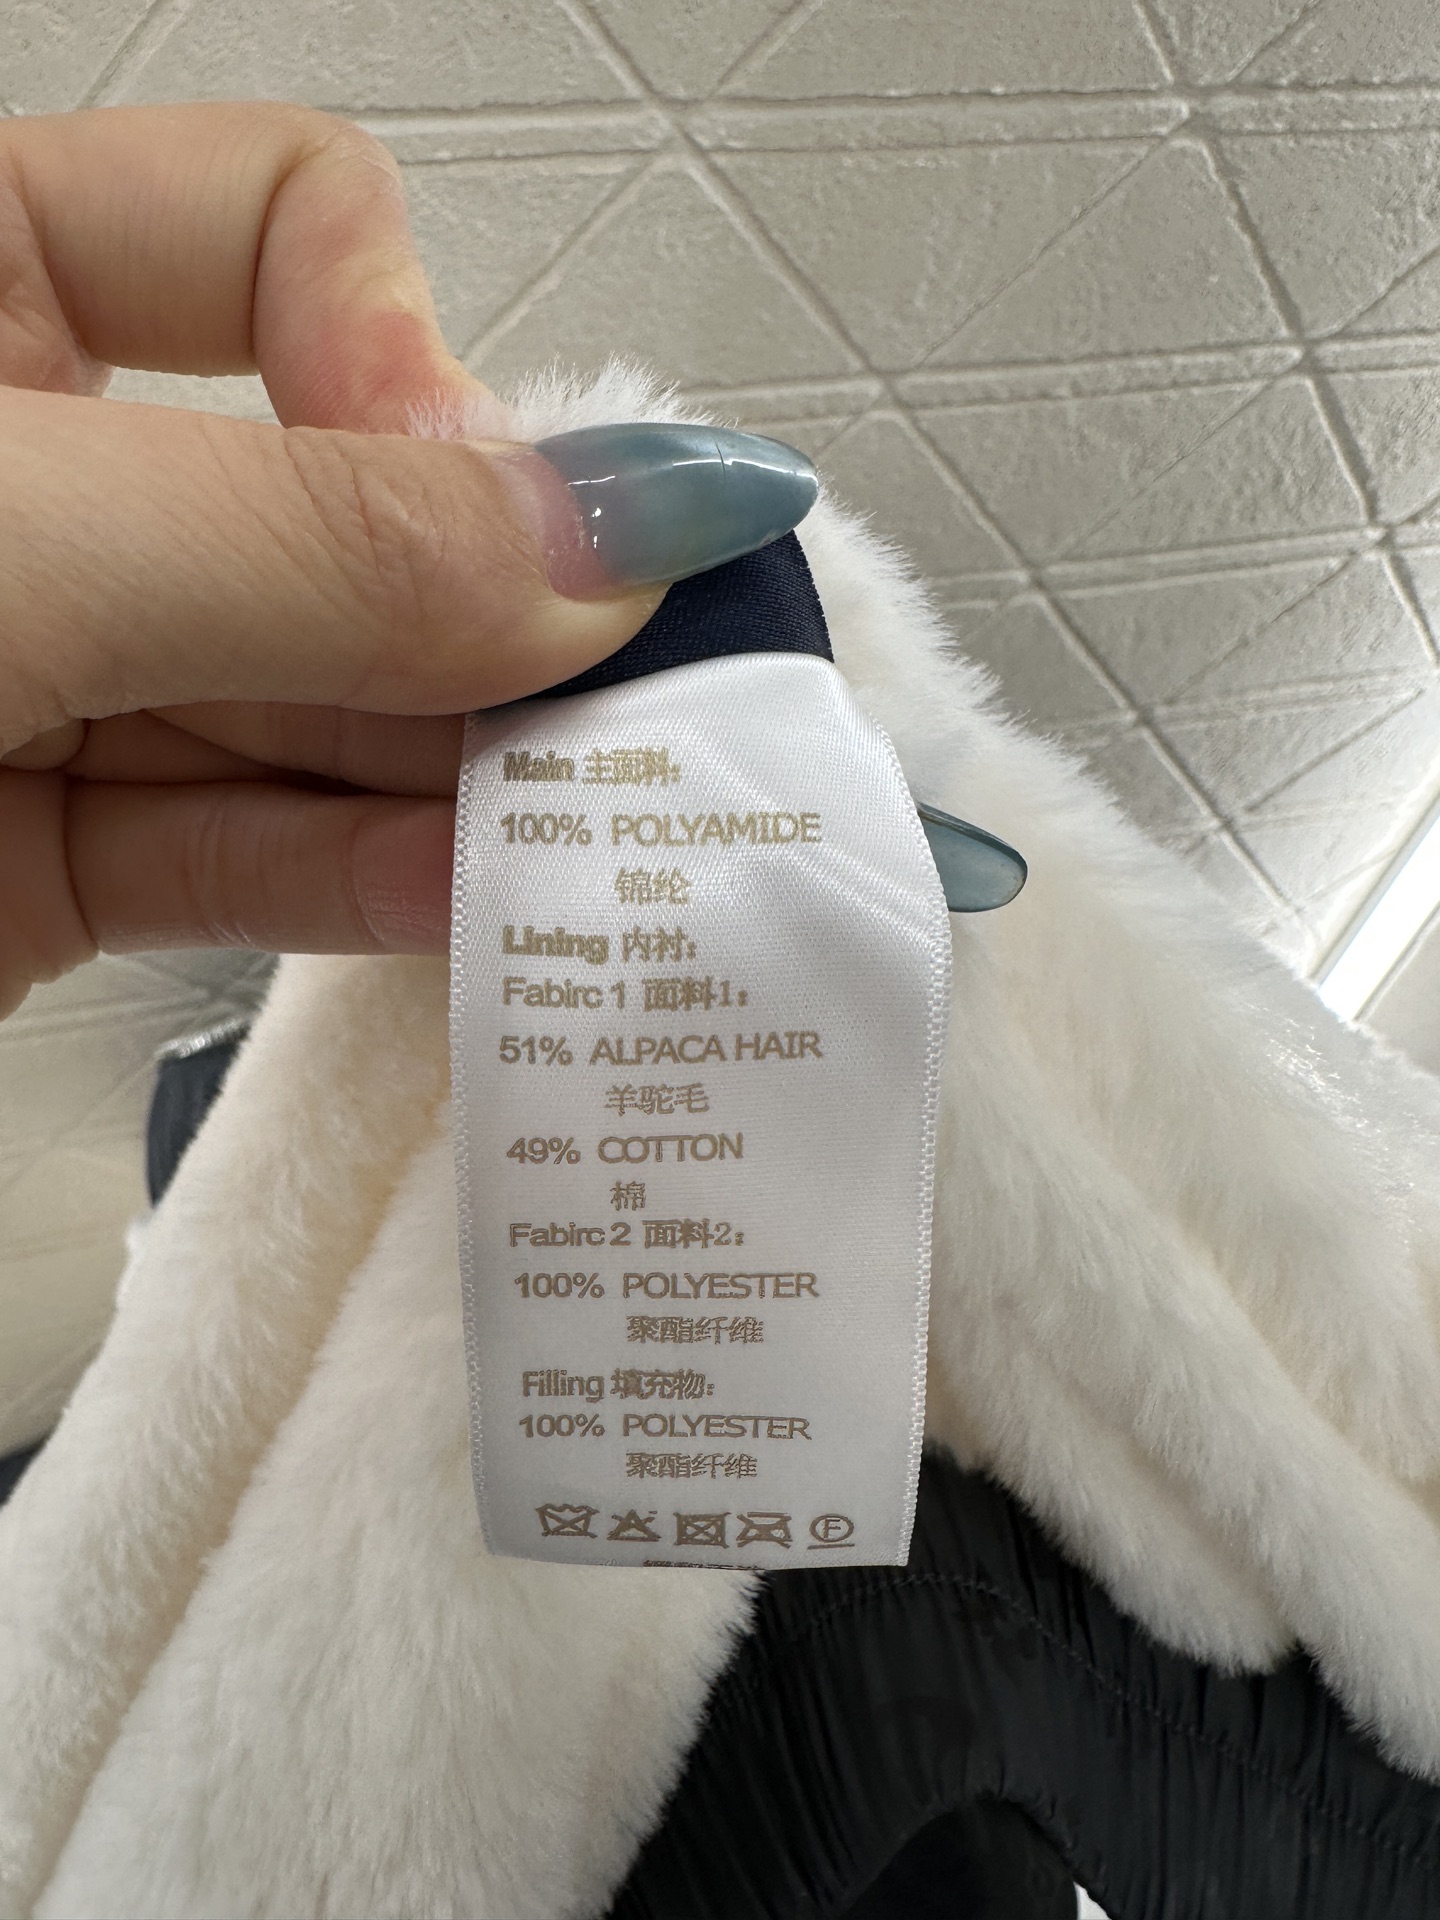 Main 主面料:
100% POLYAMIDE
锦纶
Lining 内衬:
Fabirc 1 面料1:
51% ALPACA HAIR
羊驼毛
49% COTTON
棉
Fabirc 2 面料2:
100% POLYESTER
聚酯纤维
Filling 填充物:
100% POLYESTER
聚酯纤维
F